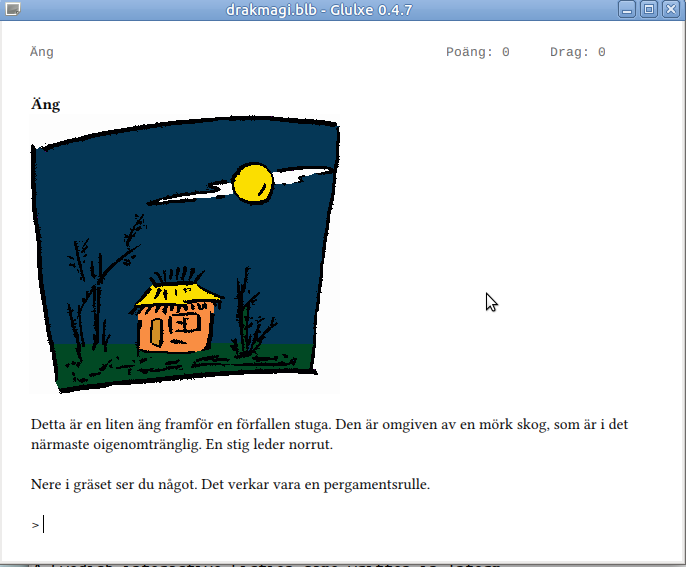 drakmagi.blb - Glulxe 0.4.7
Äng Poäng: 0 Drag: 0
Äng
Detta är en liten äng framför en förfallen stuga. Den är omgiven av en mörk skog, som är i det
närmaste oigenomtränglig. En stig leder norrut.
Nere i gräset ser du något. Det verkar vara en pergamentsrulle.
>